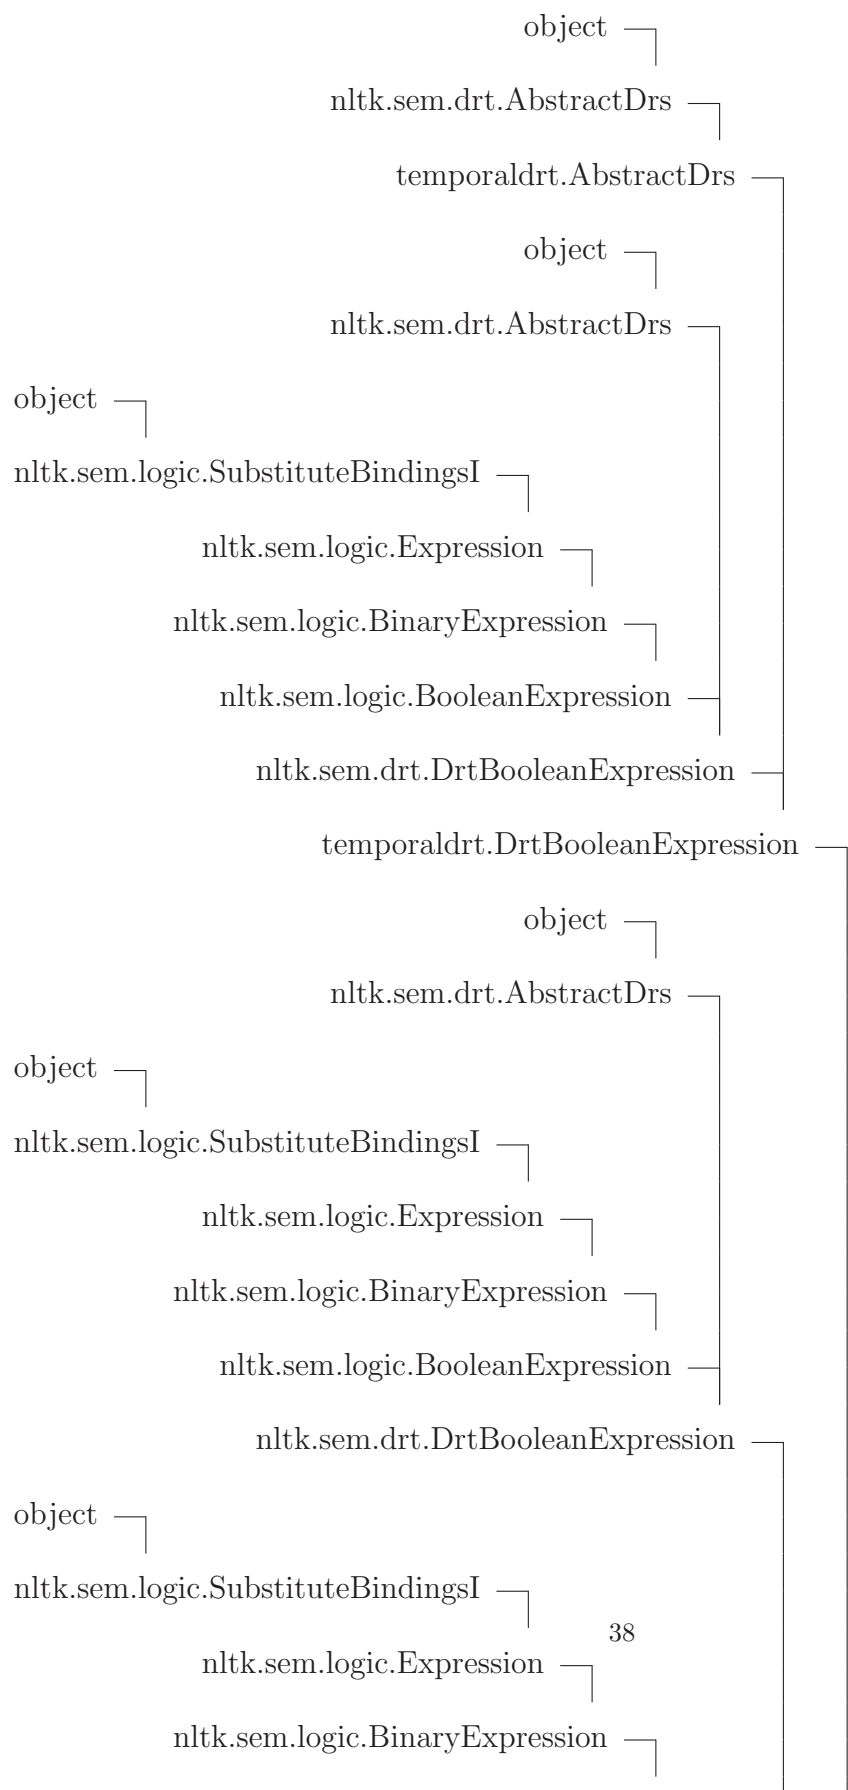 object
nltk.sem.drt.AbstractDrs
temporaldrt.AbstractDrs
object
nltk.sem.drt.AbstractDrs
object
nltk.sem.logic.SubstituteBindingsI
nltk.sem.logic.Expression
nltk.sem.logic.BinaryExpression
nltk.sem.logic.BooleanExpression
nltk.sem.drt.DrtBooleanExpression
temporaldrt.DrtBooleanExpression
object
nltk.sem.drt.AbstractDrs
object
nltk.sem.logic.SubstituteBindingsI
nltk.sem.logic.Expression
nltk.sem.logic.BinaryExpression
nltk.sem.logic.BooleanExpression
nltk.sem.drt.DrtBooleanExpression
object
nltk.sem.logic.SubstituteBindingsI
38
nltk.sem.logic.Expression
nltk.sem.logic.BinaryExpression